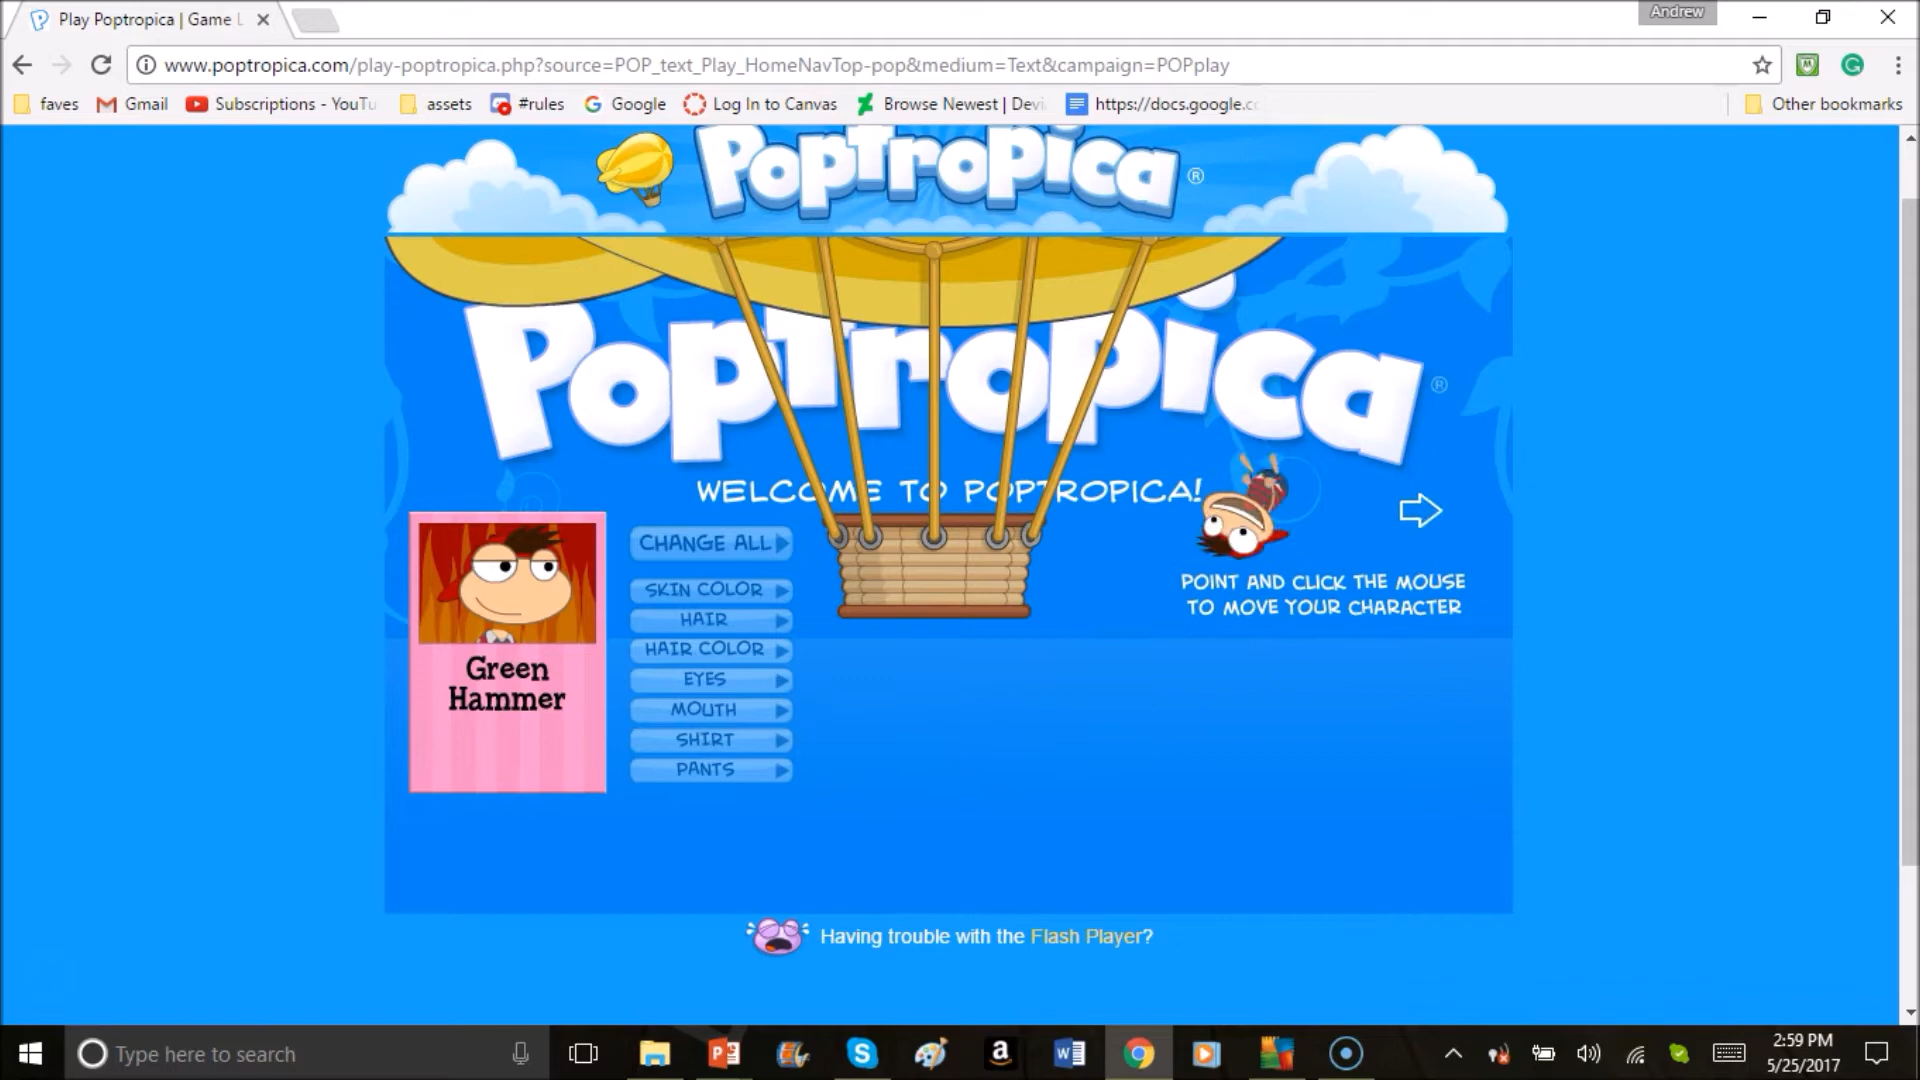 Play Poptropica | Game L
Andrew
www.poptropica.com/play-poptropica.php?source=POP_text_Play_HomeNavTop-pop&medium=Text&campaign=POPplay
faves Gmail Subscriptions - YouTu assets #rules Google Log In to Canvas Browse Newest | Devi https://docs.google.co Other bookmarks
Poptropica ®
Poptropica ®
WELCOME TO POPTROPICA!
CHANGE ALL
SKIN COLOR
HAIR
HAIR COLOR
EYES
MOUTH
SHIRT
PANTS
Green
Hammer
POINT AND CLICK THE MOUSE
TO MOVE YOUR CHARACTER
Having trouble with the Flash Player?
Type here to search
2:59 PM
5/25/2017